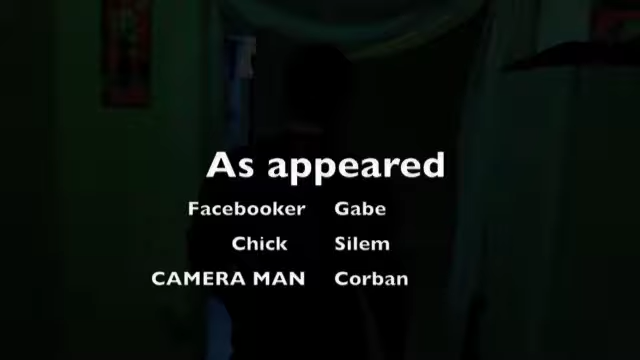 As appeared
Facebooker Gabe
Chick Silem
CAMERA MAN Corban